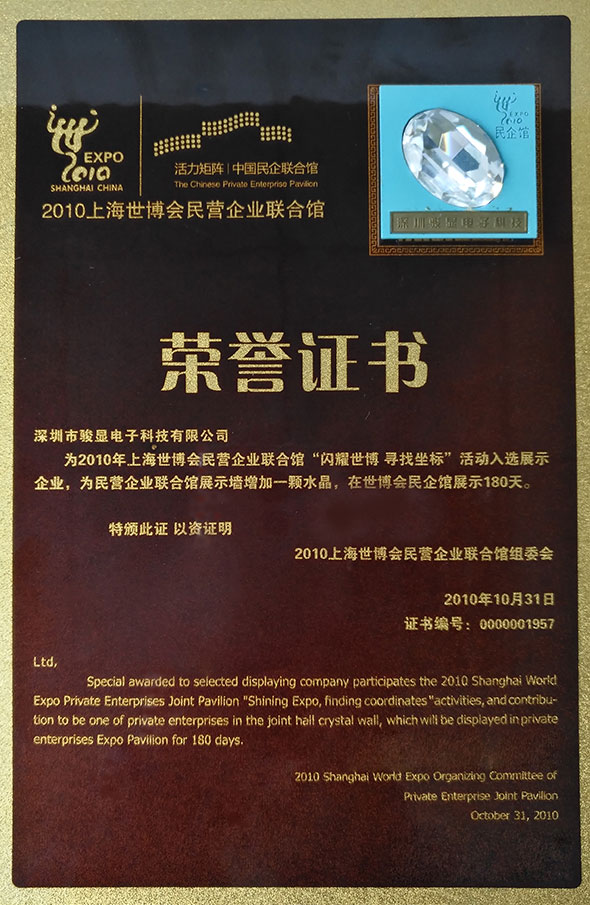 EXPO
2010
SHANGHAI CHINA
活力矩阵|中国民企联合馆
The Chinese Private Enterprise Pavilion
2010上海世博会民营企业联合馆
EXPO
2010
民企馆
深圳骏显电子科技
荣誉证书
深圳市骏显电子科技有限公司
为2010年上海世博会民营企业联合馆“闪耀世博 寻找坐标”活动入选展示
企业，为民营企业联合馆展示墙增加一颗水晶，在世博会民企馆展示180天。
特颁此证 以资证明
2010上海世博会民营企业联合馆组委会
2010年10月31日
证书编号：0000001957
Ltd,
Special awarded to selected displaying company participates the 2010 Shanghai World
Expo Private Enterprises Joint Pavilion "Shining Expo, finding coordinates"activities, and contribu-
tion to be one of private enterprises in the joint hall crystal wall, which will be displayed in private
enterprises Expo Pavilion for 180 days.
2010 Shanghai World Expo Organizing Committee of
Private Enterprise Joint Pavilion
October 31, 2010